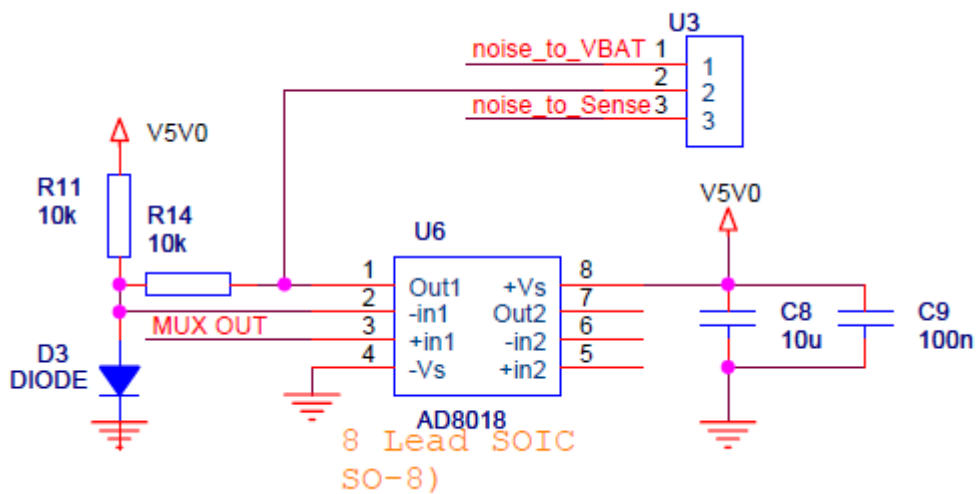 U3
noise_to_VBAT 1 1
2 2
noise_to_Sense 3 3
V5V0
R11
10k
R14
10k
V5V0
U6
1 Out1 +Vs 8
2 -in1 Out2 7
MUX OUT 3 +in1 -in2 6
4 -Vs +in2 5
C8
10u
C9
100n
D3
DIODE
AD8018
8 Lead SOIC
SO-8)